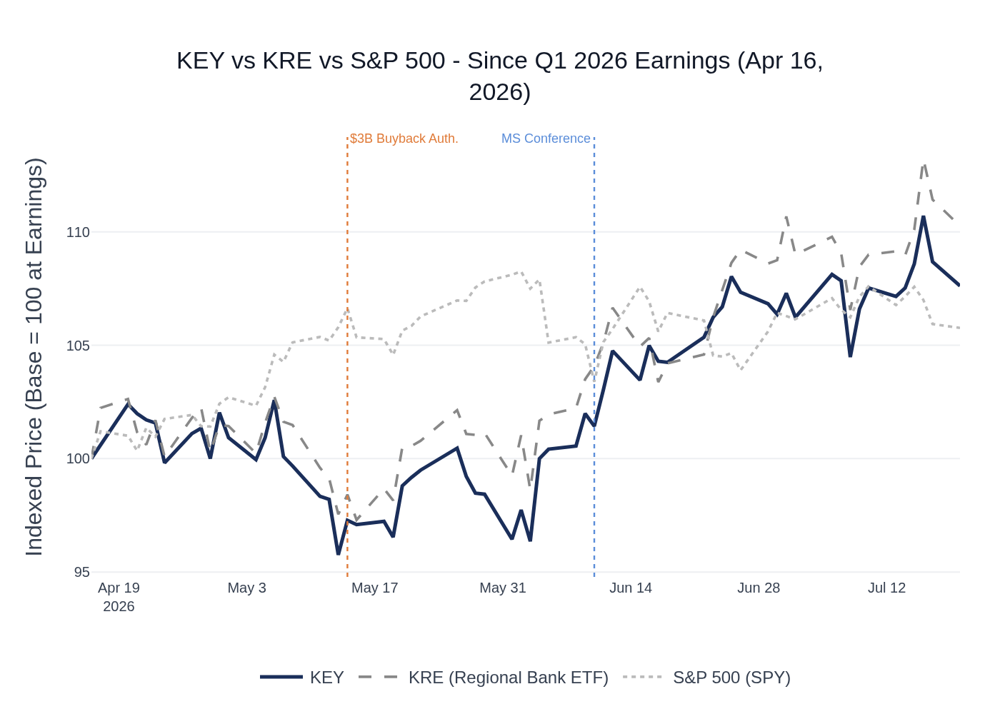 KEY vs KRE vs S&P 500 - Since Q1 2026 Earnings (Apr 16,
2026)
$3B Buyback Auth.
MS Conference
Indexed Price (Base = 100 at Earnings)
110
105
100
95
Apr 19
2026
May 3
May 17
May 31
Jun 14
Jun 28
Jul 12
KEY
KRE (Regional Bank ETF)
S&P 500 (SPY)